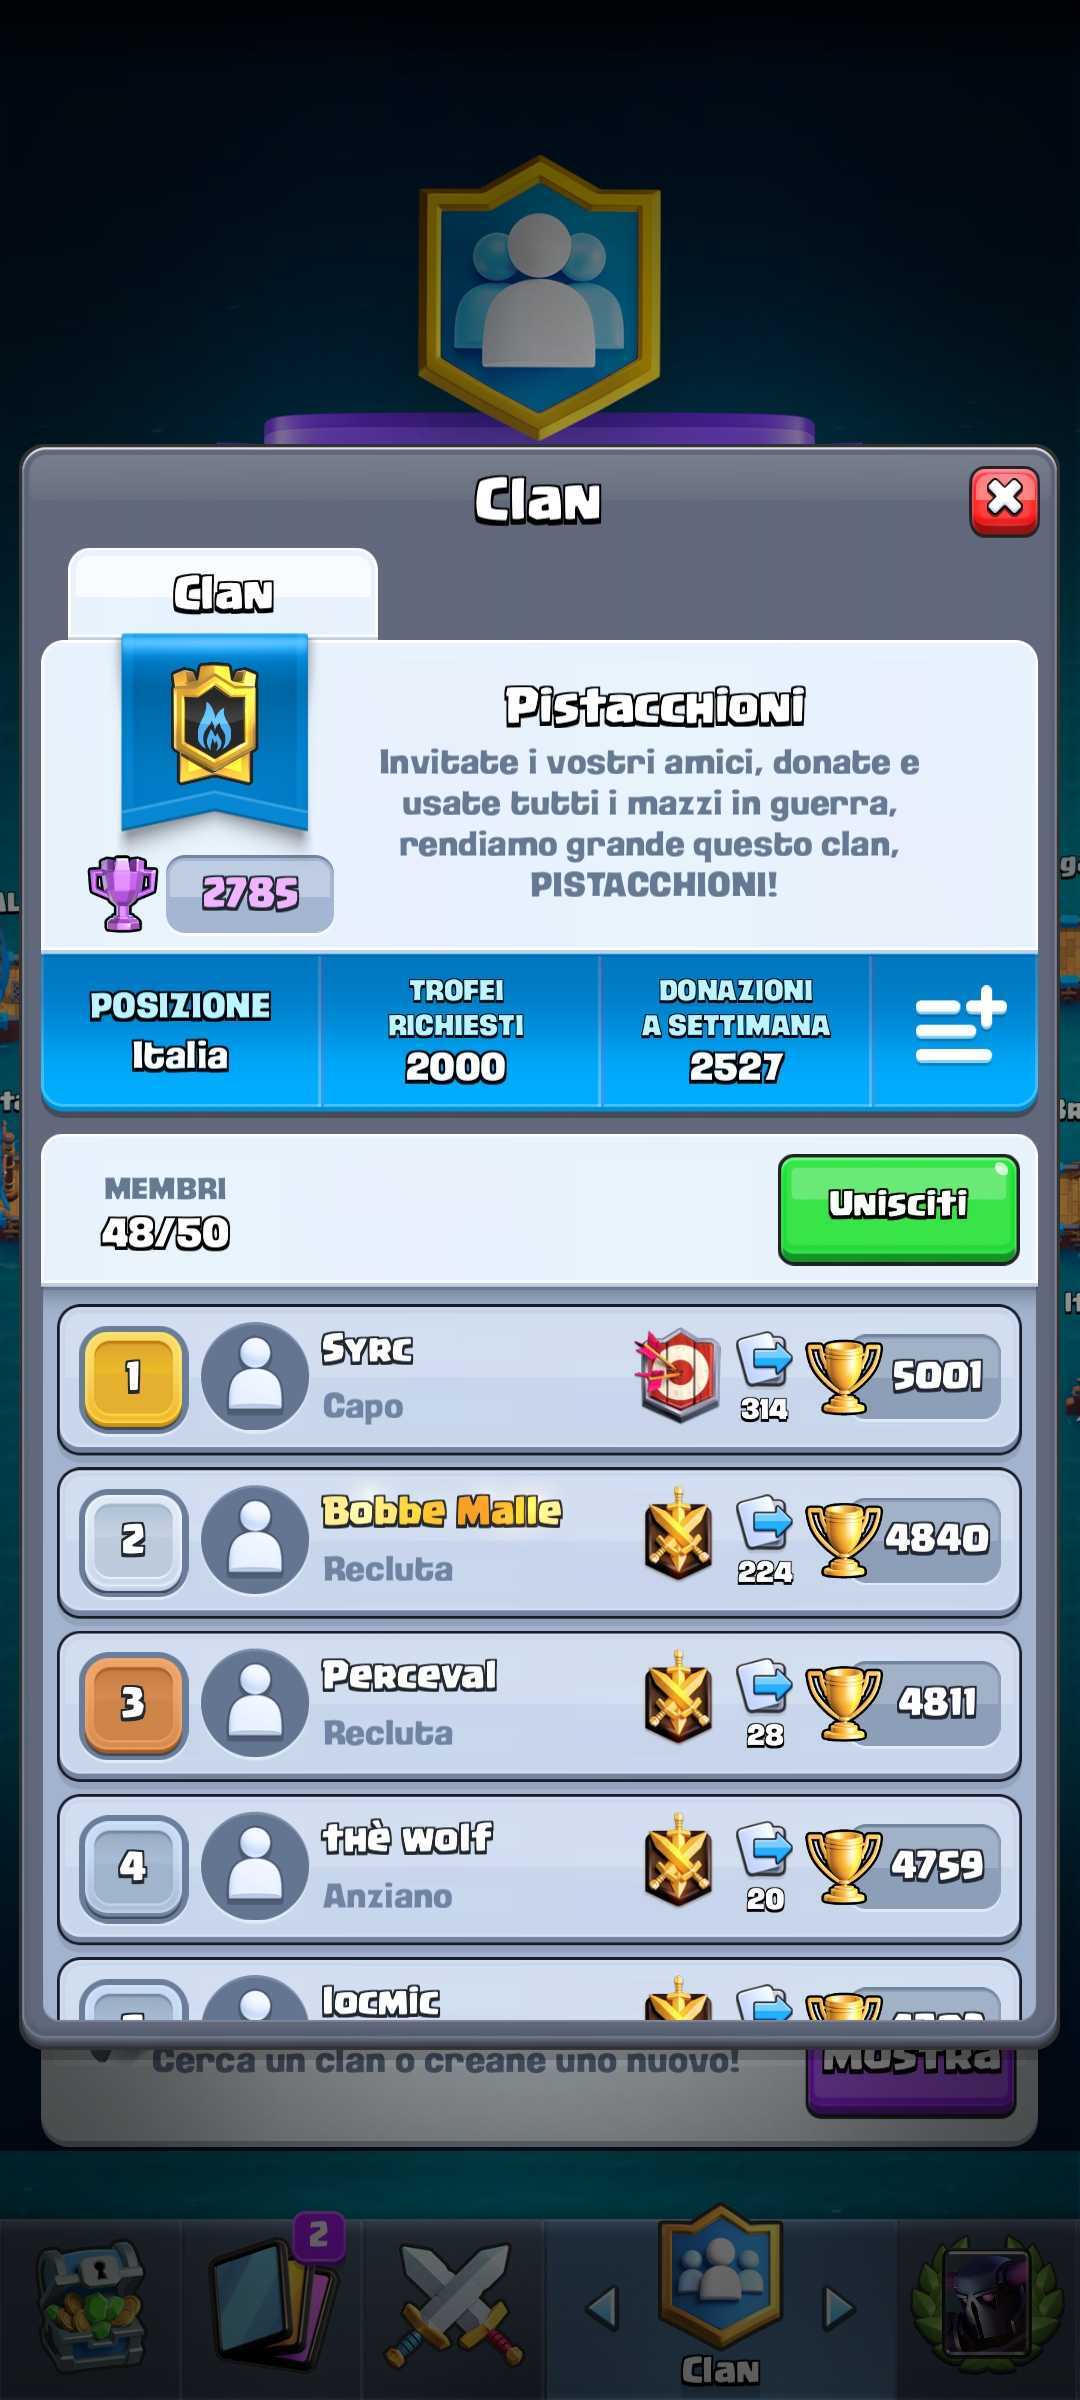 Clan
Clan
Pistacchioni
Invitate i vostri amici, donate e
usate tutti i mazzi in guerra,
rendiamo grande questo clan,
PISTACCHIONI!
2785
POSIZIONE
Italia
TROFEI
RICHIESTI
2000
DONAZIONI
A SETTIMANA
2527
MEMBRI
48/50
Unisciti
1
Syrc
Capo
314
5001
2
Bobbe Malle
Recluta
224
4840
3
Perceval
Recluta
28
4811
4
thè wolf
Anziano
20
4759
locmic
Cerca un clan o creane uno nuovo!
Mostra
2
Clan